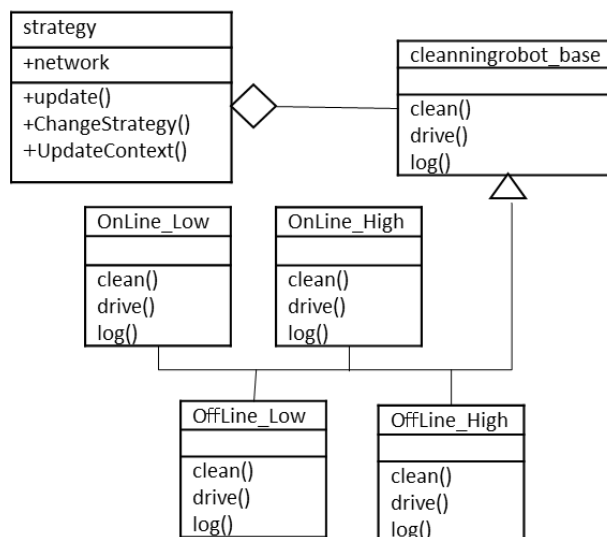 strategy
+network
+update()
+ChangeStrategy()
+UpdateContext()
cleanningrobot_base
clean()
drive()
log()
OnLine_Low
clean()
drive()
log()
OnLine_High
clean()
drive()
log()
OffLine_Low
clean()
drive()
log()
OffLine_High
clean()
drive()
log()